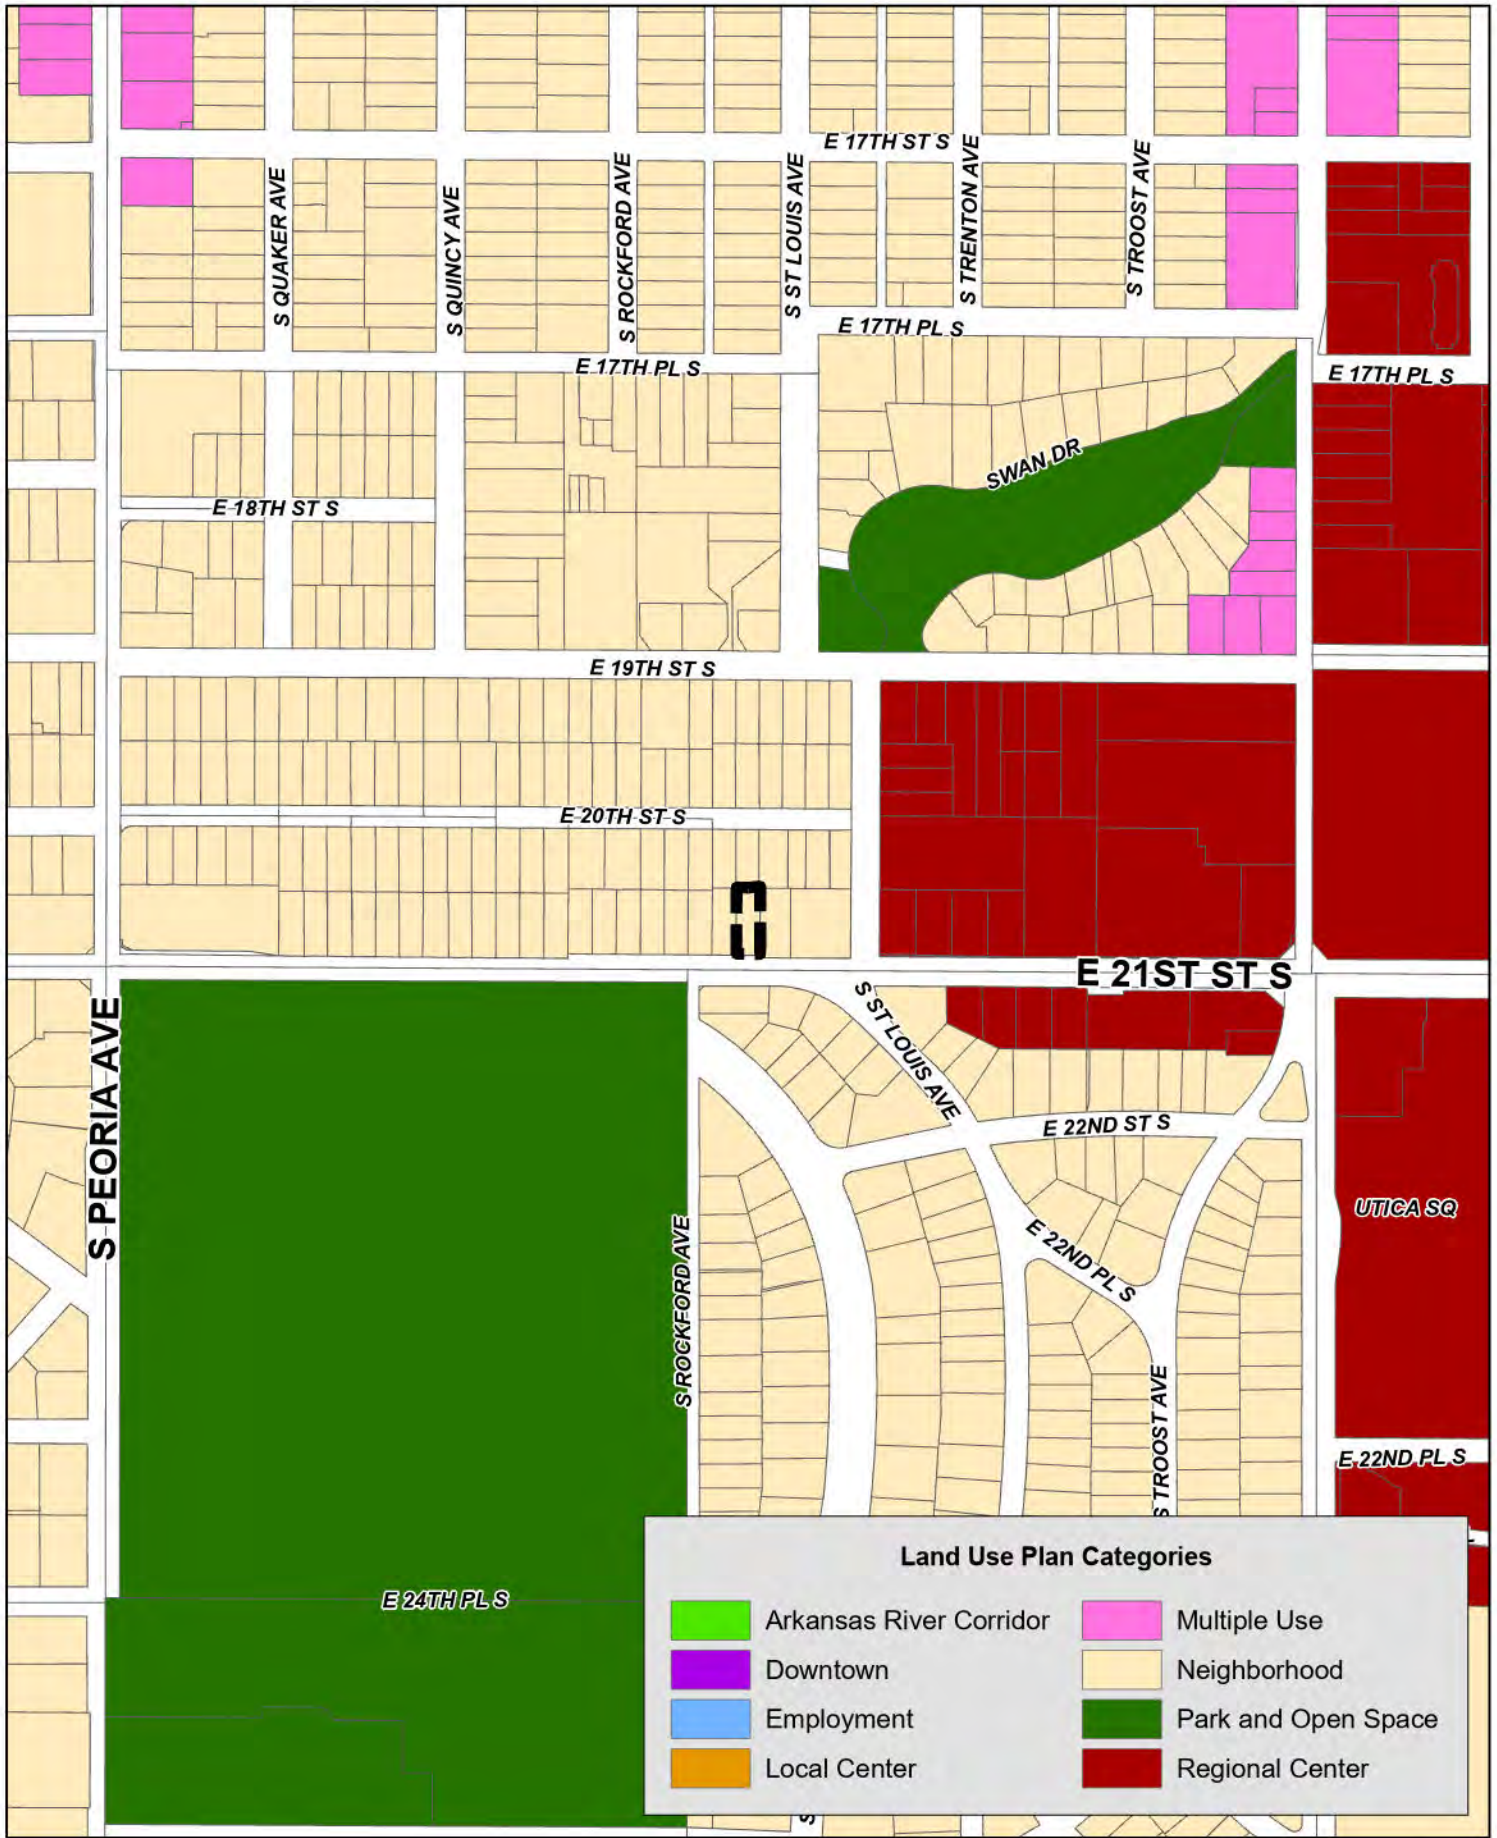 E 17TH ST S
S QUAKER AVE
S QUINCY AVE
S ROCKFORD AVE
S ST LOUIS AVE
S TRENTON AVE
S TROOST AVE
E 17TH PL S
E 17TH PL S
E 17TH PL S
SWAN DR
E 18TH ST S
E 19TH ST S
E 20TH ST S
E 21ST ST S
S PEORIA AVE
S ST LOUIS AVE
E 22ND ST S
UTICA SQ
E 22ND PL S
S ROCKFORD AVE
S TROOST AVE
E 22ND PL S
E 24TH PL S
Land Use Plan Categories
Arkansas River Corridor
Downtown
Employment
Local Center
Multiple Use
Neighborhood
Park and Open Space
Regional Center